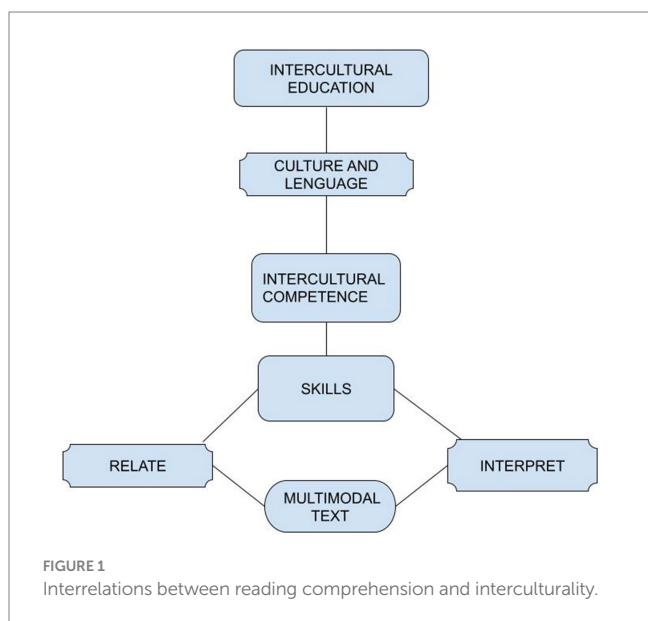 INTERCULTURAL
EDUCATION
CULTURE AND
LENGUAGE
INTERCULTURAL
COMPETENCE
SKILLS
RELATE
INTERPRET
MULTIMODAL
TEXT
FIGURE 1
Interrelations between reading comprehension and interculturality.